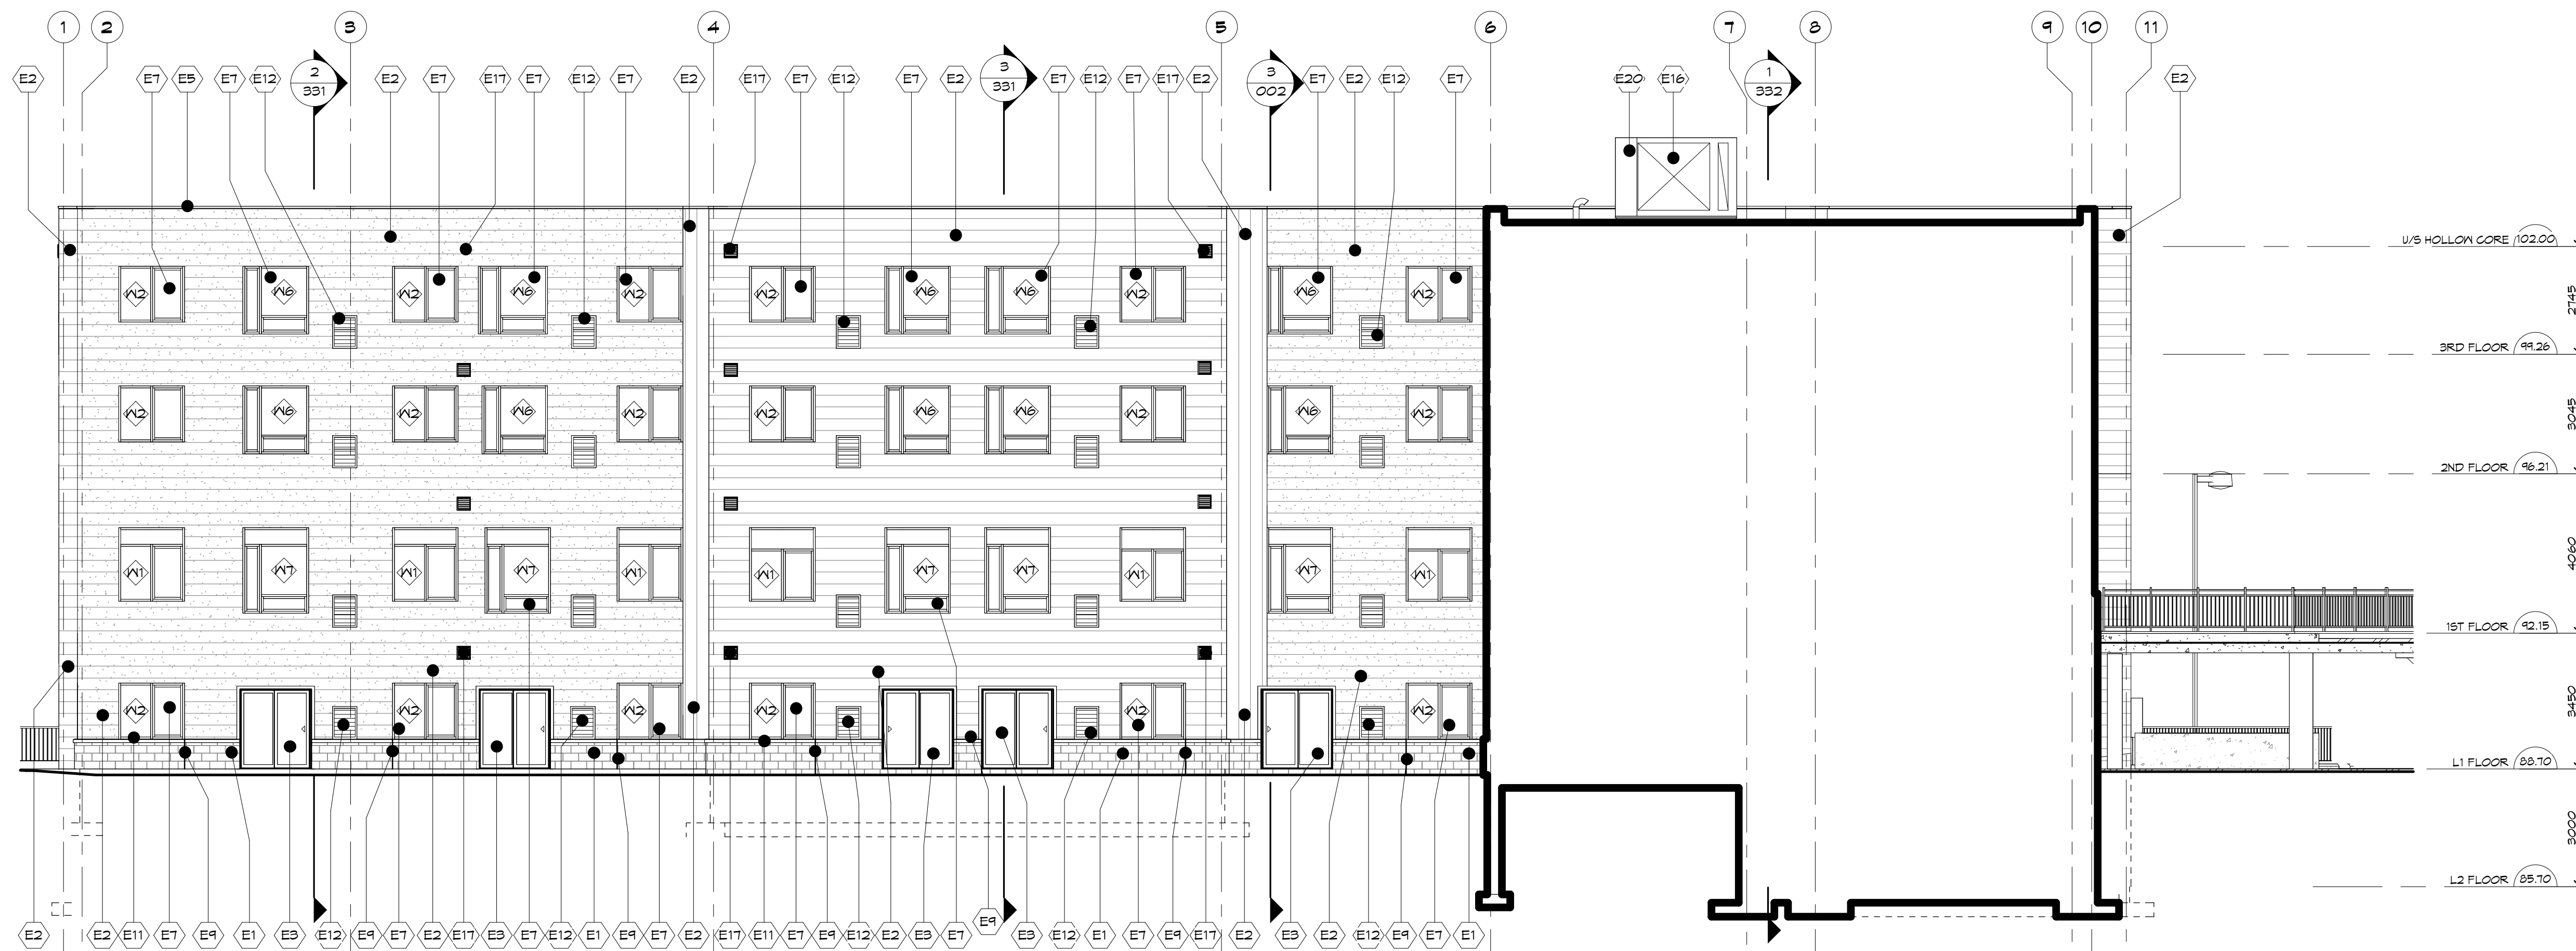 1 2 3 4 5 6 7 8 9 10 11
E2 E7 E5 E7 E12 2 331 E2 E7 E17 E7 E12 E7 E2 E17 E7 E12 E7 E2 3 331 E7 E12 E7 E17 E2 3 002 E7 E2 E12 E7 E20 E16 1 332 E2
U/S HOLLOW CORE 102.00
W2 W6 W2 W6 W2 W2 W6 W6 W2 W6 W2
2745
3RD FLOOR 99.26
W2 W6 W2 W6 W2 W2 W6 W6 W2 W6 W2
3045
2ND FLOOR 96.21
W1 W7 W1 W7 W1 W1 W7 W7 W1 W7 W1
4060
1ST FLOOR 92.15
W2 W2 W2 W2 W2 W2
3450
L1 FLOOR 88.70
3000
L2 FLOOR 85.70
E2 E2 E11 E7 E9 E1 E3 E12 E9 E7 E2 E17 E3 E7 E12 E1 E9 E7 E2 E17 E11 E7 E9 E12 E2 E3 E7 E9 E3 E12 E1 E7 E9 E17 E2 E3 E2 E12 E9 E7 E1